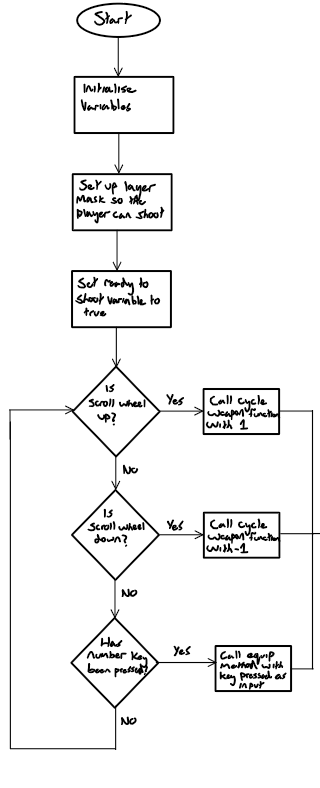 Start
Initialise
Variables
Set up layer
Mask so the
player can shoot
Set ready to
shoot variable to
true
Is
Scroll wheel
up?
Yes
Call cycle
weapon function
with 1
No
Is
Scroll wheel
down?
Yes
Call cycle
weapon function
with -1
No
Has
number key
been pressed?
Yes
Call equip
method with
key pressed as
input
No